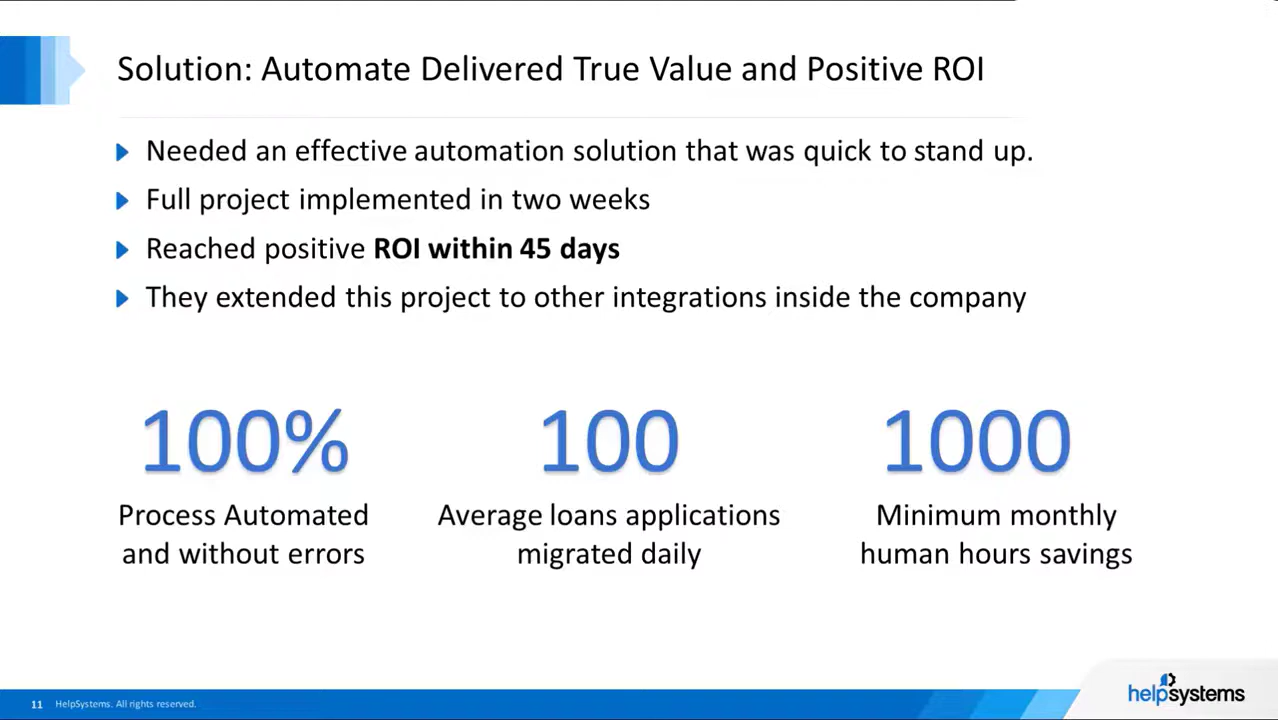 Solution: Automate Delivered True Value and Positive ROI
Needed an effective automation solution that was quick to stand up.
Full project implemented in two weeks
Reached positive ROI within 45 days
They extended this project to other integrations inside the company
100%
Process Automated
and without errors
100
Average loans applications
migrated daily
1000
Minimum monthly
human hours savings
11 HelpSystems. All rights reserved.
helpsystems